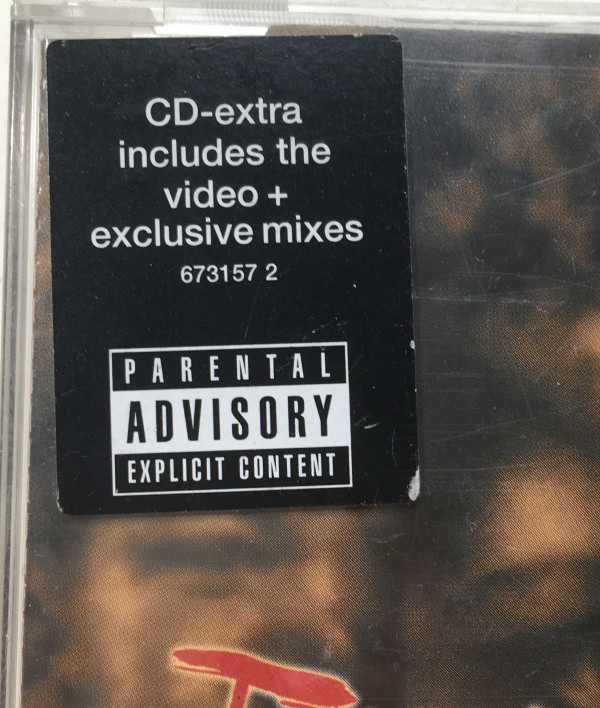 CD-extra
includes the
video +
exclusive mixes
673157 2
PARENTAL
ADVISORY
EXPLICIT CONTENT